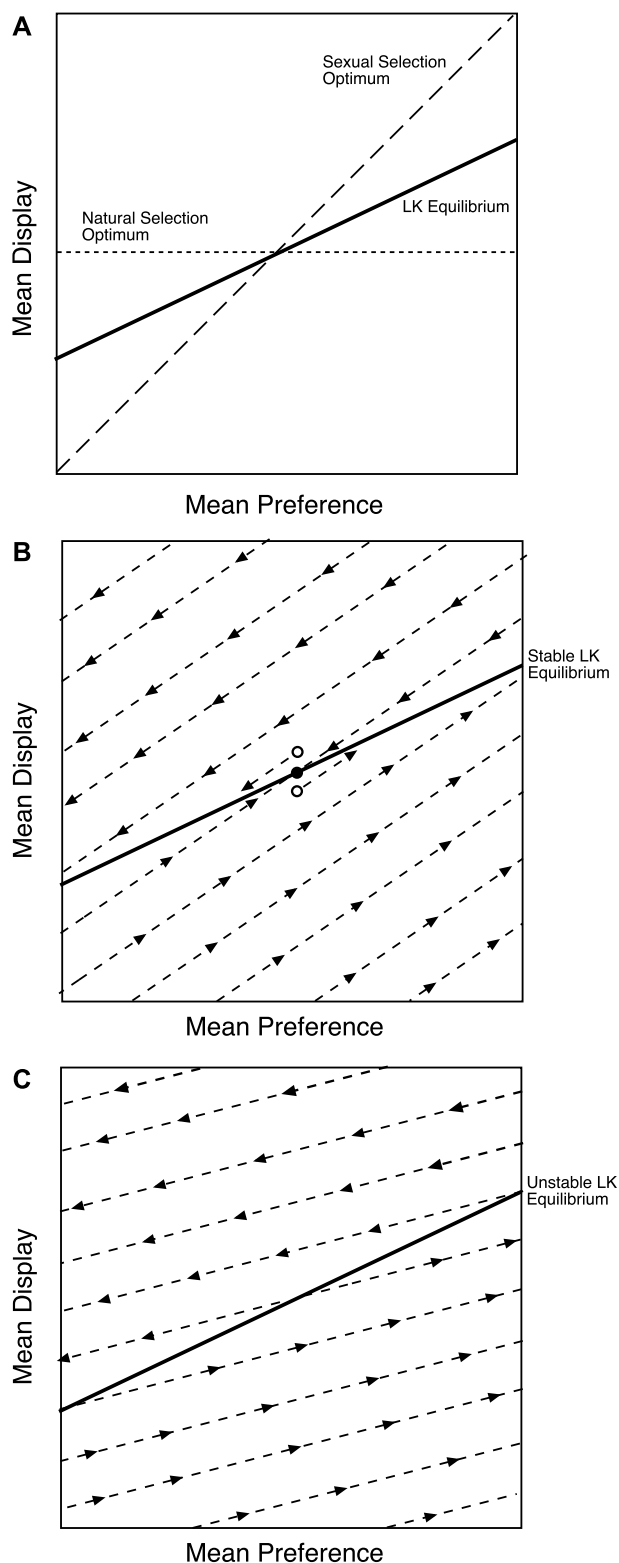 A
Sexual Selection
Optimum
LK Equilibrium
Natural Selection
Optimum
Mean Display
Mean Preference
B
Stable LK
Equilibrium
Mean Display
Mean Preference
C
Unstable LK
Equilibrium
Mean Display
Mean Preference